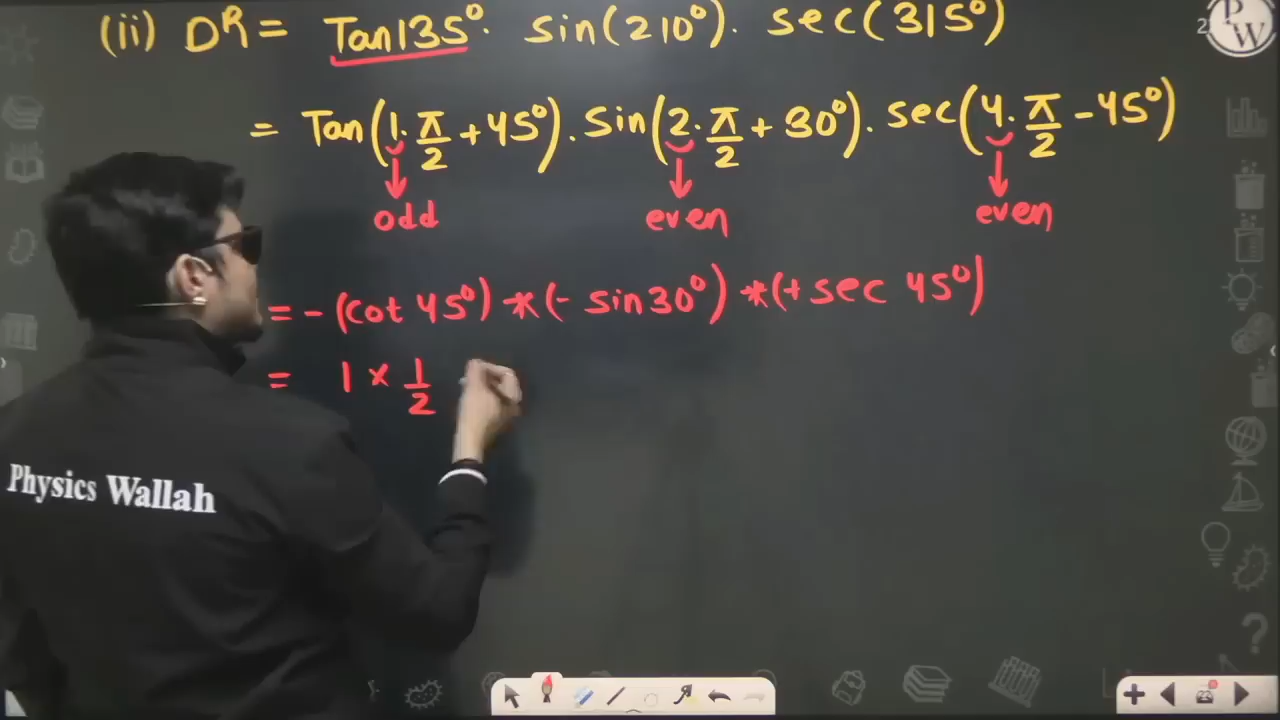 (ii) DR = Tan135°. sin(210°). sec(315°)
= Tan(1.π/2 + 45°). sin(2.π/2 + 30°). sec(4.π/2 - 45°)
odd even even
= - (cot 45°) * (- sin30°) * (+ sec 45°)
= 1 × 1/2
Physics Wallah
P W